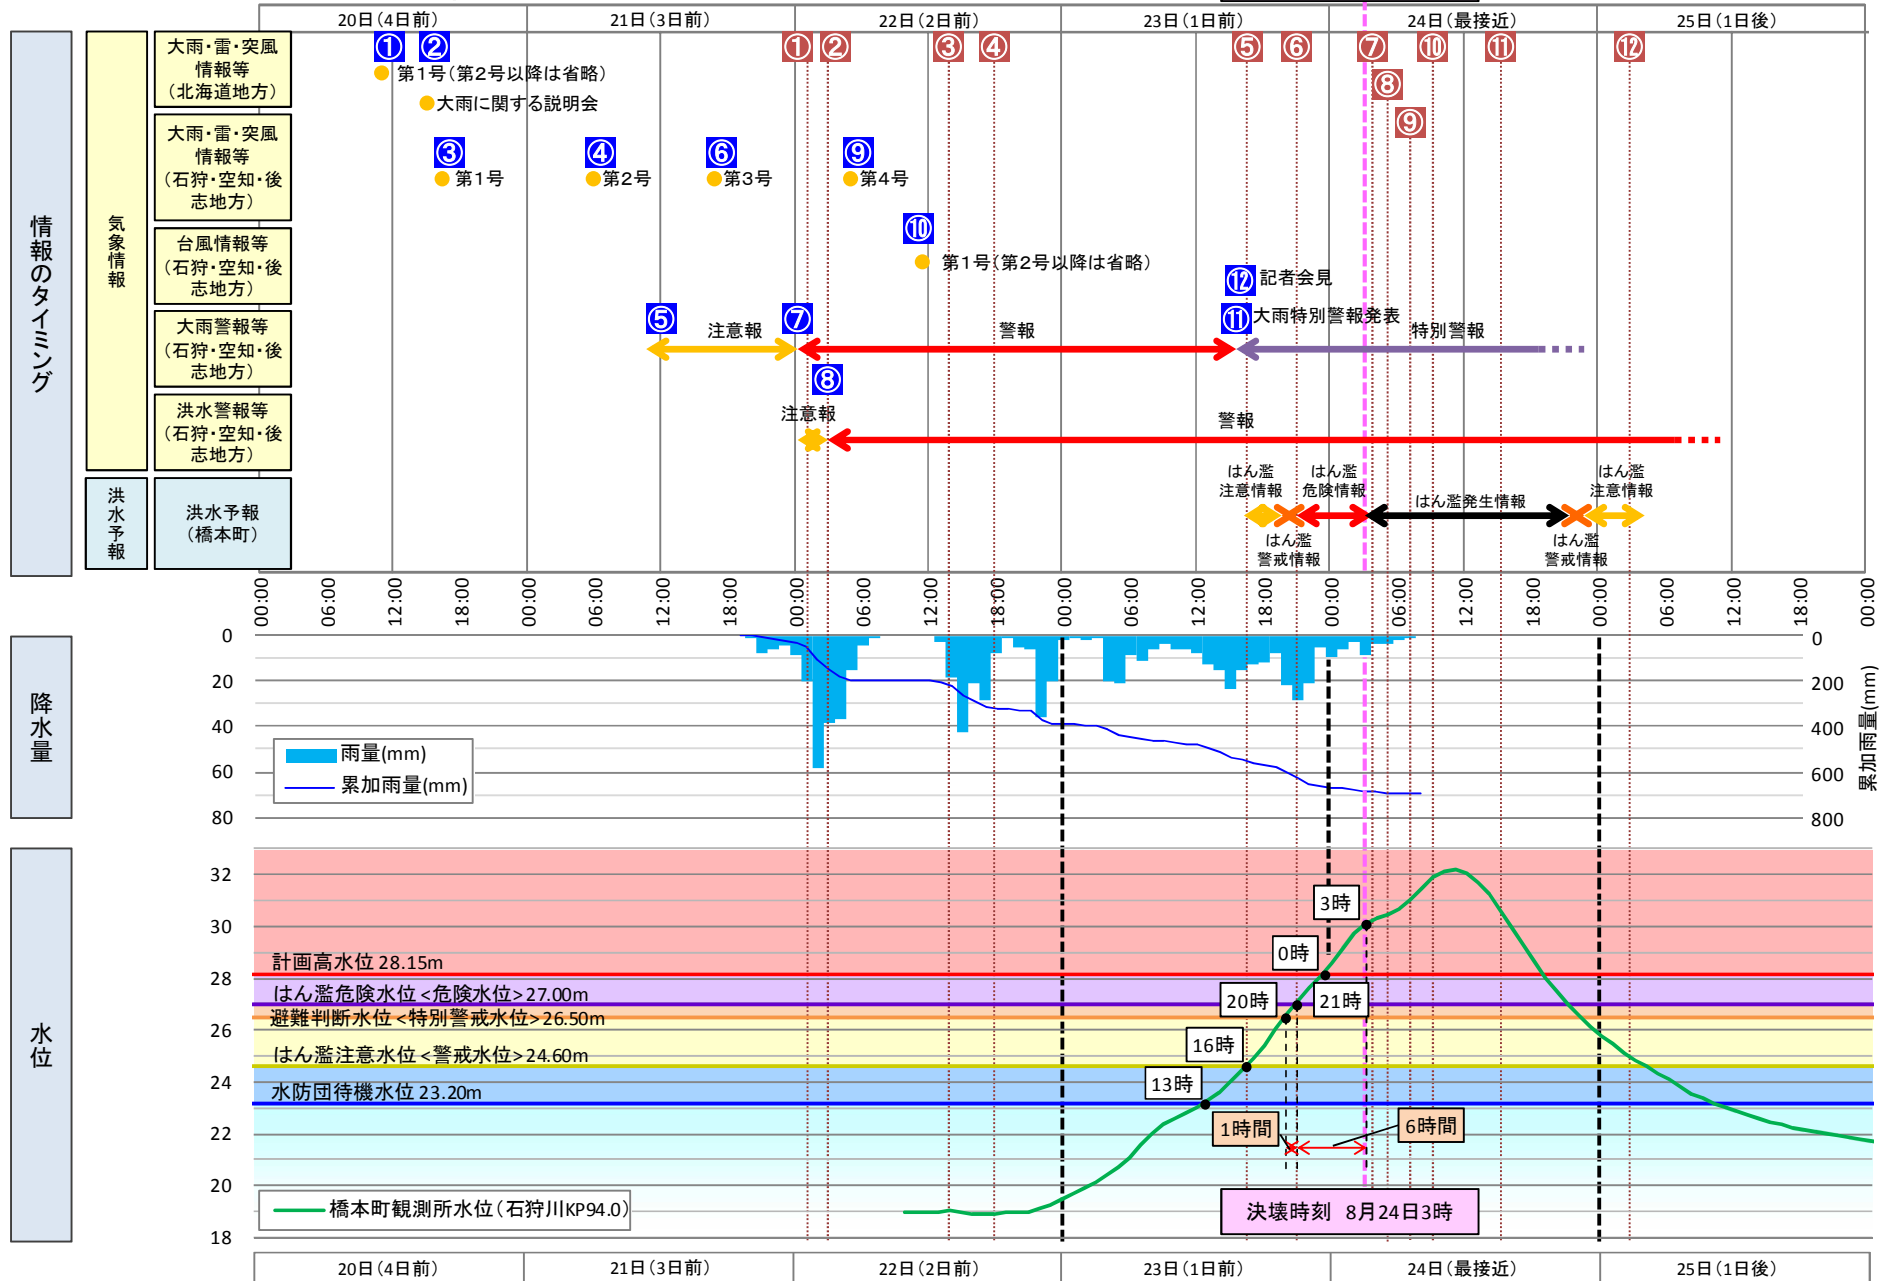 20日(4日前)
21日(3日前)
22日(2日前)
23日(1日前)
24日(最接近)
25日(1日後)
情報のタイミング
気象情報
洪水予報
大雨・雷・突風
情報等
(北海道地方)
① ②
① ② ③ ④ ⑤ ⑥ ⑦ ⑩ ⑪ ⑫
⑧
⑨
第1号(第2号以降は省略)
大雨に関する説明会
大雨・雷・突風
情報等
(石狩・空知・後
志地方)
③ ④ ⑥ ⑨
第1号
第2号
第3号
第4号
台風情報等
(石狩・空知・後
志地方)
⑩
第1号(第2号以降は省略)
⑫ 記者会見
大雨警報等
(石狩・空知・後
志地方)
⑤ ⑦
⑪ 大雨特別警報発表
注意報
警報
特別警報
⑧
洪水警報等
(石狩・空知・後
志地方)
注意報
警報
洪水予報
(橋本町)
はん濫
注意情報
はん濫
危険情報
はん濫発生情報
はん濫
注意情報
はん濫
警戒情報
はん濫
警戒情報
00:00 06:00 12:00 18:00 00:00 06:00 12:00 18:00 00:00 06:00 12:00 18:00 00:00 06:00 12:00 18:00 00:00 06:00 12:00 18:00 00:00 06:00 12:00 18:00 00:00
降水量
0
20
40
60
80
雨量(mm)
累加雨量(mm)
0
200
400
600
800
累加雨量(mm)
水位
32
30
28
26
24
22
20
18
計画高水位 28.15m
はん濫危険水位 <危険水位> 27.00m
避難判断水位 <特別警戒水位> 26.50m
はん濫注意水位 <警戒水位> 24.60m
水防団待機水位 23.20m
3時
0時
20時
21時
16時
13時
1時間
6時間
橋本町観測所水位(石狩川KP94.0)
決壊時刻 8月24日3時
20日(4日前)
21日(3日前)
22日(2日前)
23日(1日前)
24日(最接近)
25日(1日後)